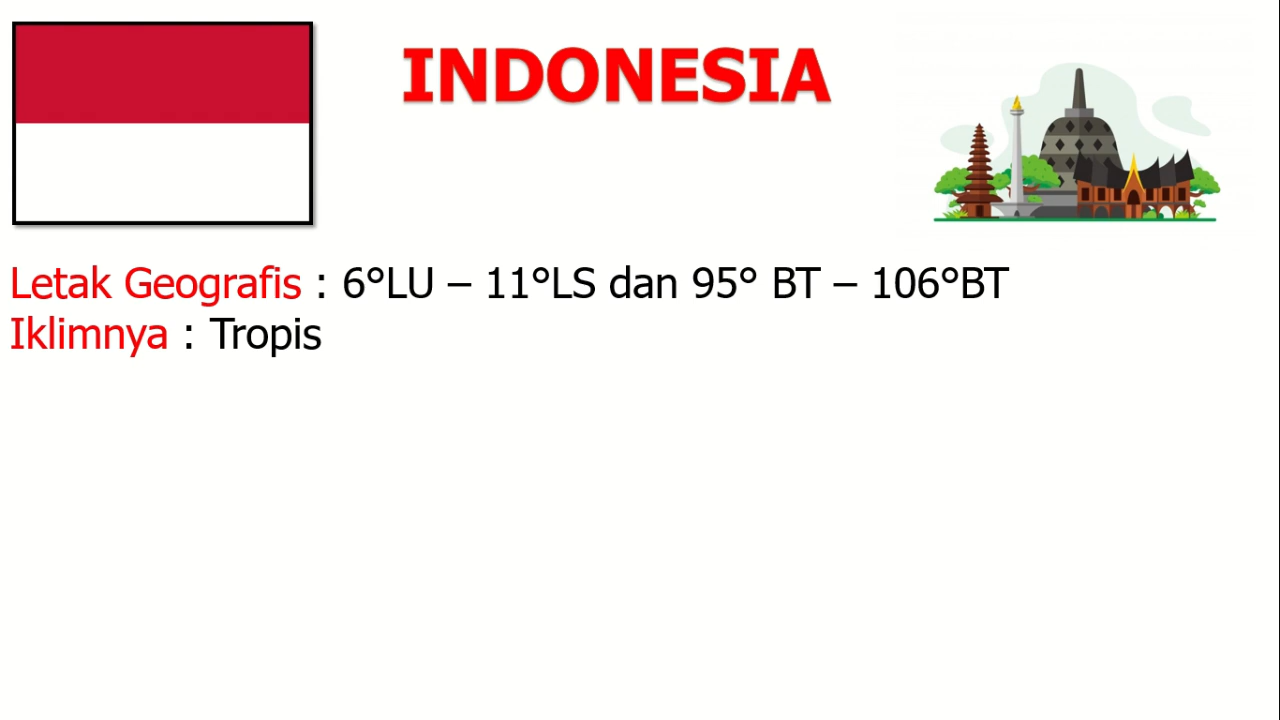 INDONESIA
Letak Geografis : 6°LU – 11°LS dan 95° BT – 106°BT
Iklimnya : Tropis